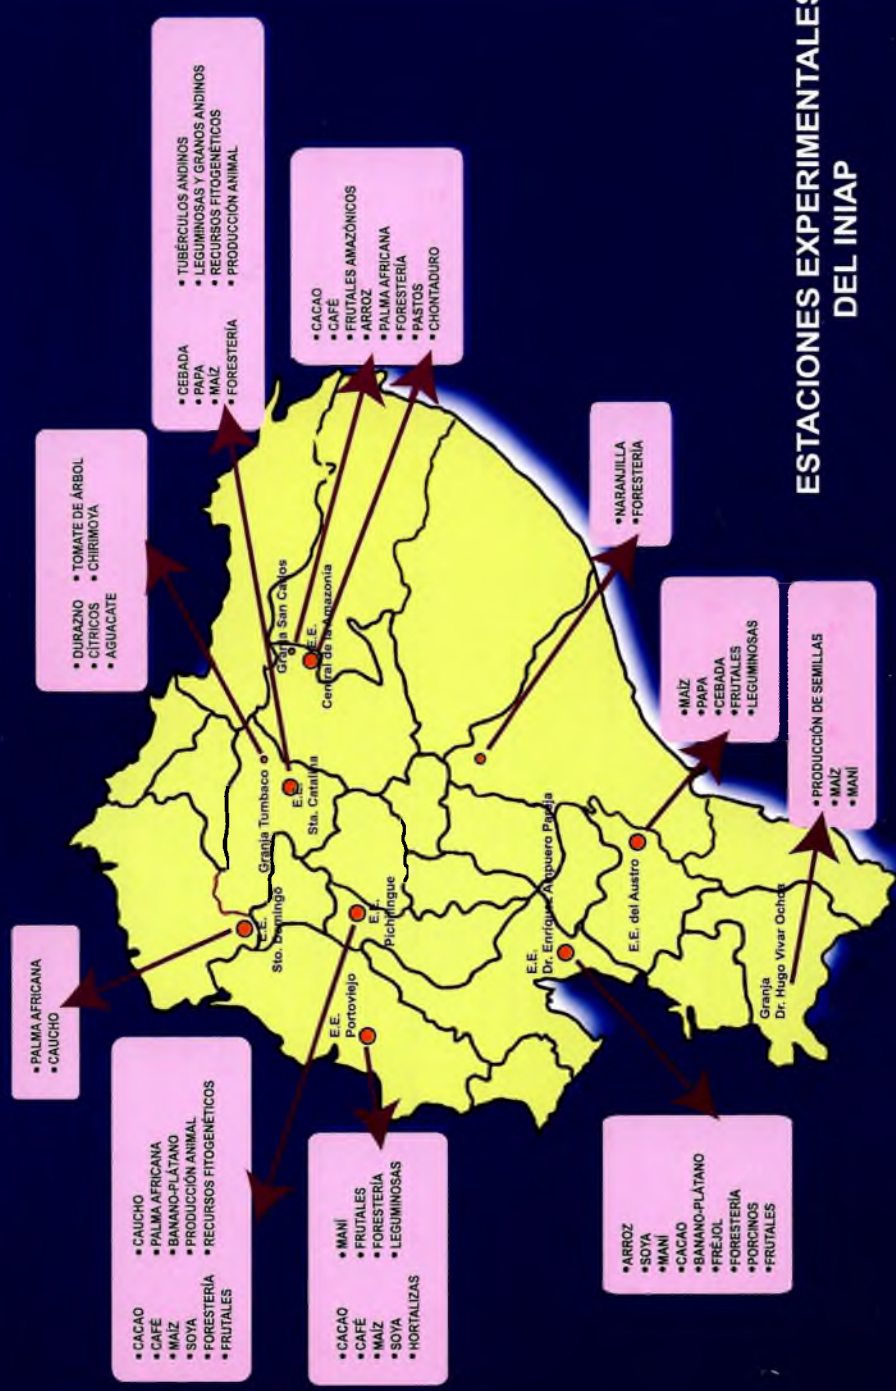 • PALMA AFRICANA
• CAUCHO
• DURAZNO
• CÍTRICOS
• AGUACATE
• TOMATE DE ÁRBOL
• CHIRIMOYA
• CEBADA
• PAPA
• MAÍZ
• FORESTERÍA
• TUBÉRCULOS ANDINOS
• LEGUMINOSAS Y GRANOS ANDINOS
• RECURSOS FITOGENÉTICOS
• PRODUCCIÓN ANIMAL
• CACAO
• CAFÉ
• MAÍZ
• SOYA
• FORESTERÍA
• FRUTALES
• CAUCHO
• PALMA AFRICANA
• BANANO-PLÁTANO
• PRODUCCIÓN ANIMAL
• RECURSOS FITOGENÉTICOS
• CACAO
• CAFÉ
• FRUTALES AMAZÓNICOS
• ARROZ
• PALMA AFRICANA
• FORESTERÍA
• PASTOS
• CHONTADURO
• CACAO
• CAFÉ
• MAÍZ
• SOYA
• HORTALIZAS
• MANÍ
• FRUTALES
• FORESTERÍA
• LEGUMINOSAS
E.E.
Sto. Domingo
Granja Tumbaco
E.E.
Sta. Catalina
Granja San Carlos
E.E.
Central de la Amazonia
E.E.
Pichilingue
E.E.
Portoviejo
E.E.
Dr. Enrique Ampuero Pareja
E.E. del Austro
Granja
Dr. Hugo Vivar Ochoa
• NARANJILLA
• FORESTERÍA
• ARROZ
• SOYA
• MANÍ
• CACAO
• BANANO-PLÁTANO
• FRÉJOL
• FORESTERÍA
• PORCINOS
• FRUTALES
• MAÍZ
• PAPA
• CEBADA
• FRUTALES
• LEGUMINOSAS
• PRODUCCIÓN DE SEMILLAS
• MAÍZ
• MANÍ
ESTACIONES EXPERIMENTALES
DEL INIAP